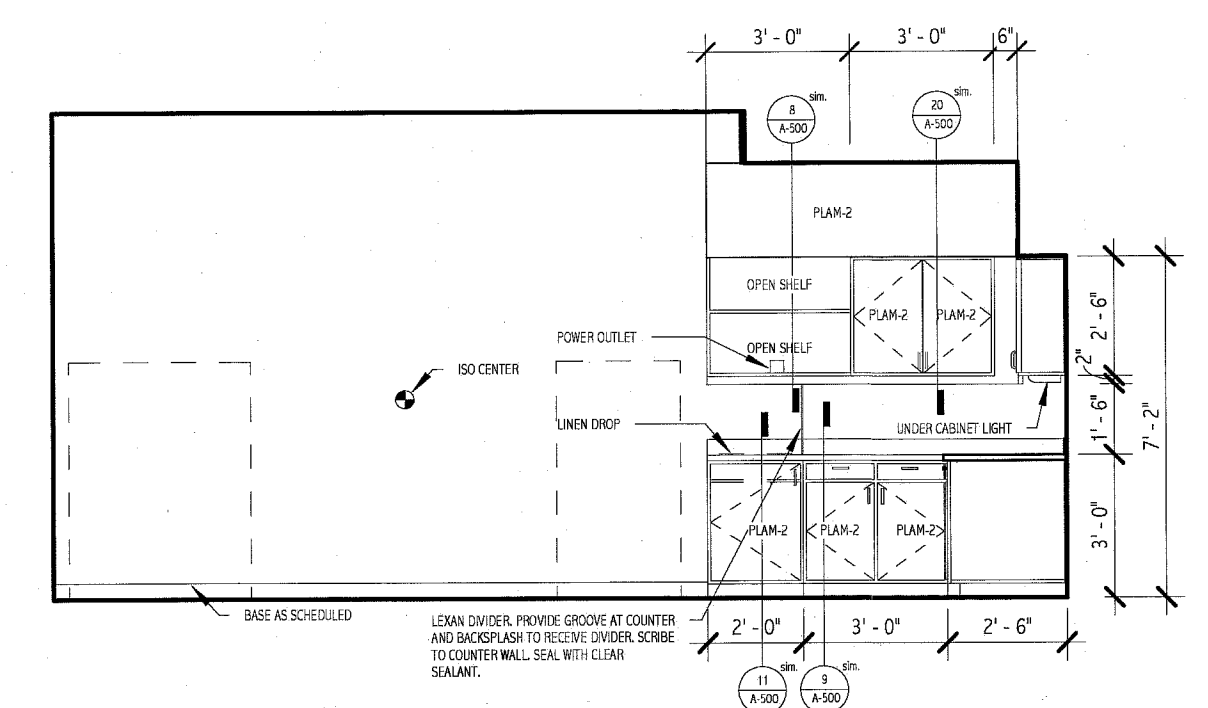 3' - 0" 3' - 0" 6"
8 sim.
A-500
20 sim.
A-500
PLAM-2
OPEN SHELF
PLAM-2 PLAM-2
OPEN SHELF
POWER OUTLET
ISO CENTER
LINEN DROP
UNDER CABINET LIGHT
2' - 6"
2"
1' - 6"
7' - 2"
3' - 0"
PLAM-2 PLAM-2 PLAM-2
BASE AS SCHEDULED
LEXAN DIVIDER. PROVIDE GROOVE AT COUNTER
AND BACKSPLASH TO RECEIVE DIVIDER. SCRIBE
TO COUNTER WALL. SEAL WITH CLEAR
SEALANT.
2' - 0" 3' - 0" 2' - 6"
11 sim.
A-500
9 sim.
A-500